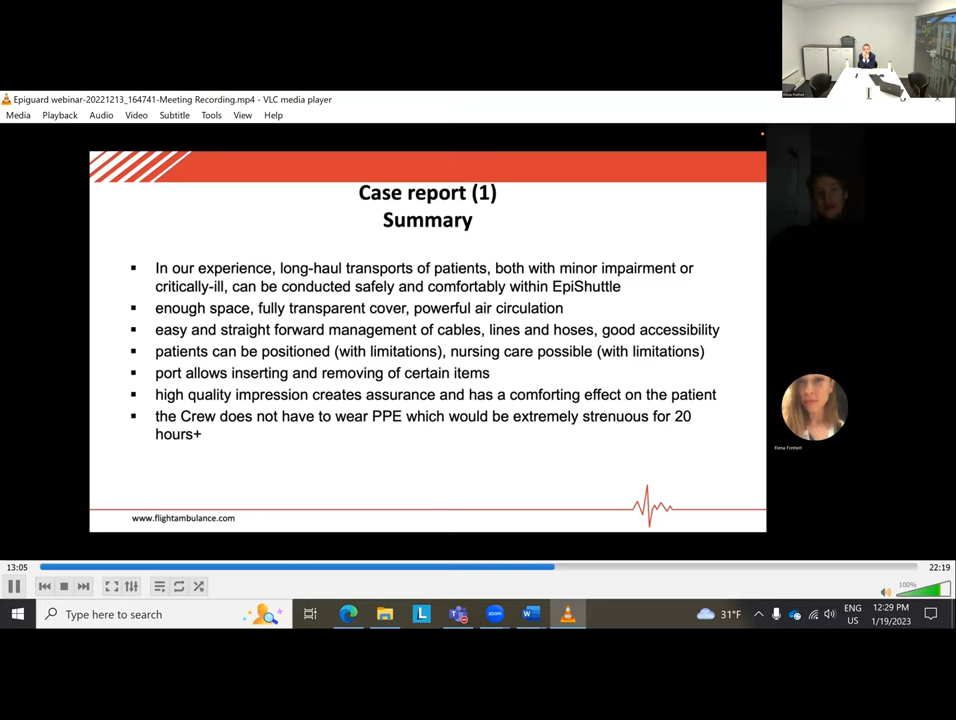 Elena Freiheit
Epiguard webinar-20221213_164741-Meeting Recording.mp4 - VLC media player
Media Playback Audio Video Subtitle Tools View Help
Case report (1)
Summary
▪ In our experience, long-haul transports of patients, both with minor impairment or
critically-ill, can be conducted safely and comfortably within EpiShuttle
▪ enough space, fully transparent cover, powerful air circulation
▪ easy and straight forward management of cables, lines and hoses, good accessibility
▪ patients can be positioned (with limitations), nursing care possible (with limitations)
▪ port allows inserting and removing of certain items
▪ high quality impression creates assurance and has a comforting effect on the patient
▪ the Crew does not have to wear PPE which would be extremely strenuous for 20
hours+
Elena Freiheit
www.flightambulance.com
13:05 22:19
100%
Type here to search
L
zoom
W
31°F
ENG
US
12:29 PM
1/19/2023